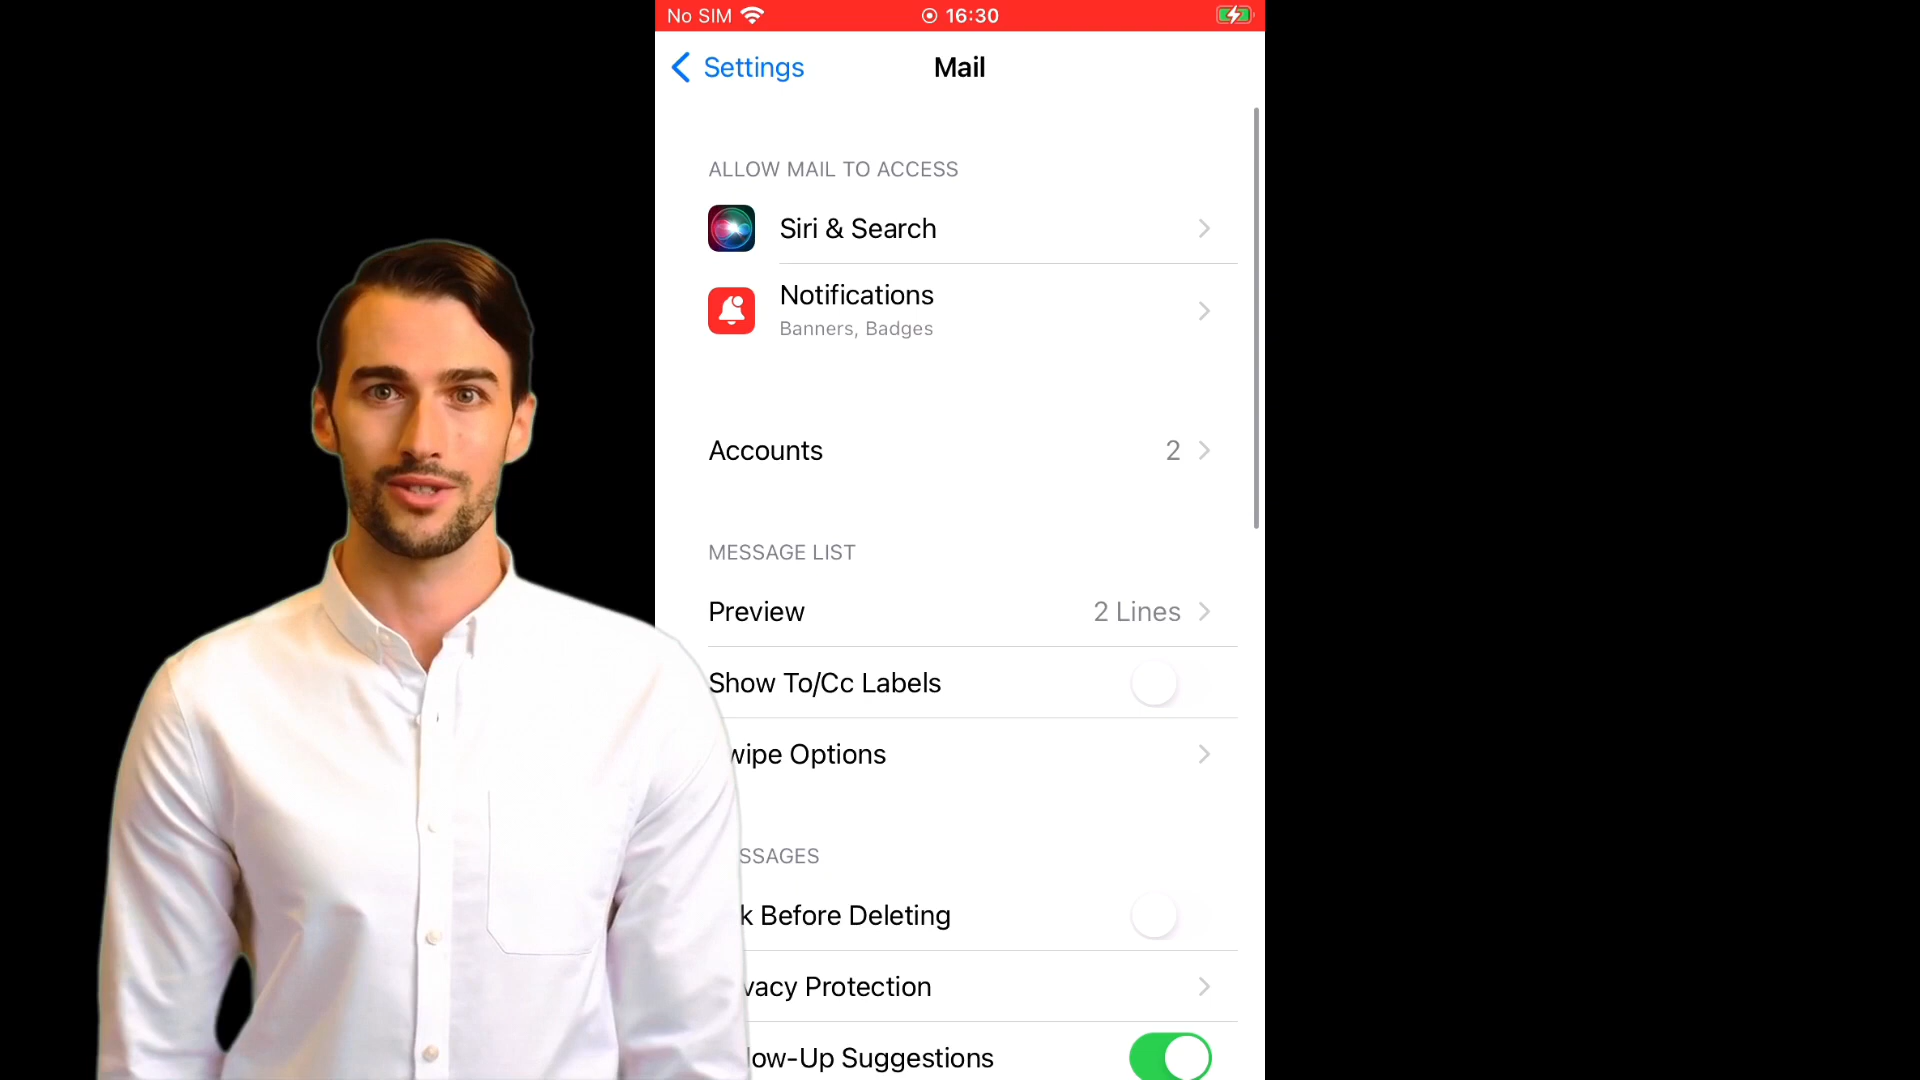 No SIM 16:30
Settings Mail
ALLOW MAIL TO ACCESS
Siri & Search
Notifications
Banners, Badges
Accounts 2
MESSAGE LIST
Preview 2 Lines
Show To/Cc Labels
wipe Options
SSAGES
k Before Deleting
vacy Protection
low-Up Suggestions